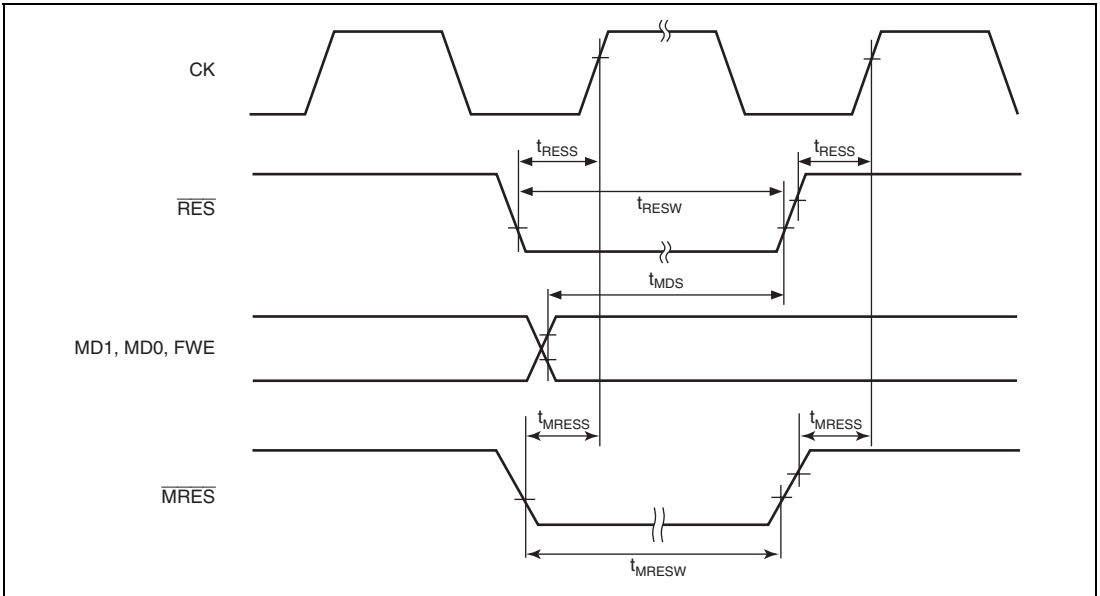 CK
tRESS
tRESS
RES
tRESW
tMDS
MD1, MD0, FWE
tMRESS
tMRESS
MRES
tMRESW